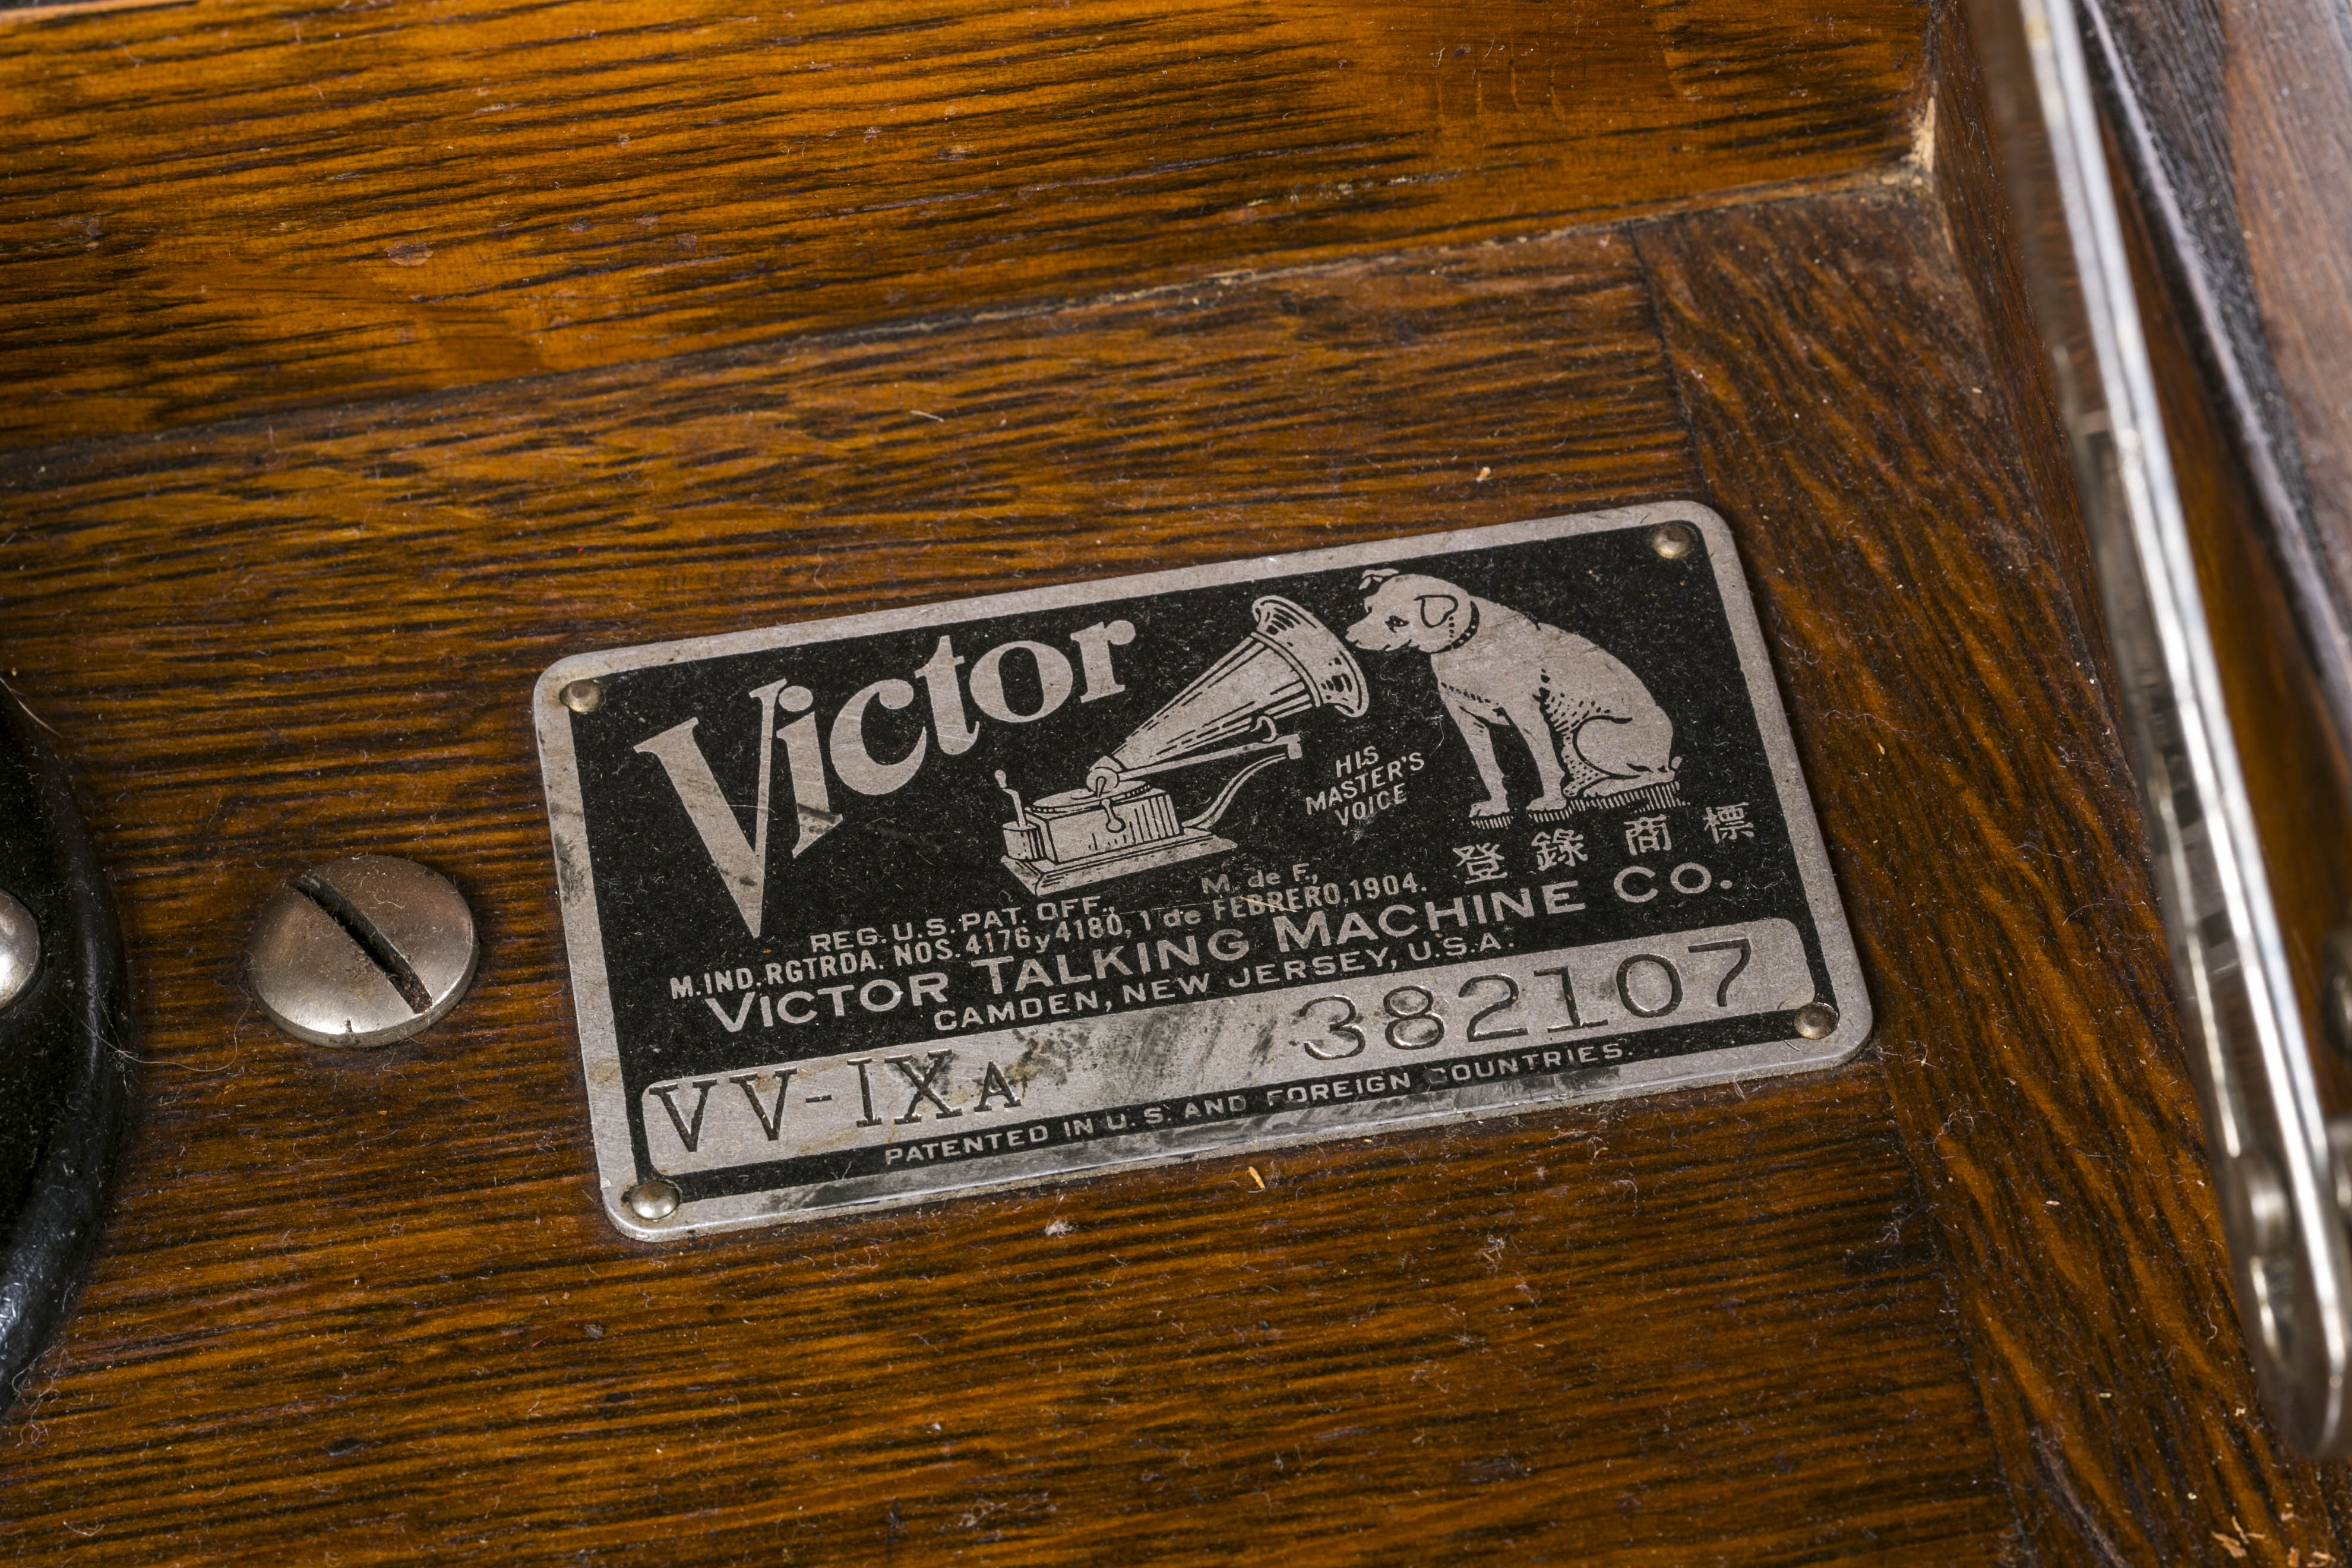 Victor
HIS
MASTER'S
VOICE
登錄商標
M. de F.,
REG. U.S. PAT. OFF.,
M.IND.RGTRDA. NOS. 4176 y 4180, 1 de FEBRERO, 1904.
VICTOR TALKING MACHINE CO.
CAMDEN, NEW JERSEY, U.S.A.
VV-IXA 382107
PATENTED IN U.S. AND FOREIGN COUNTRIES.